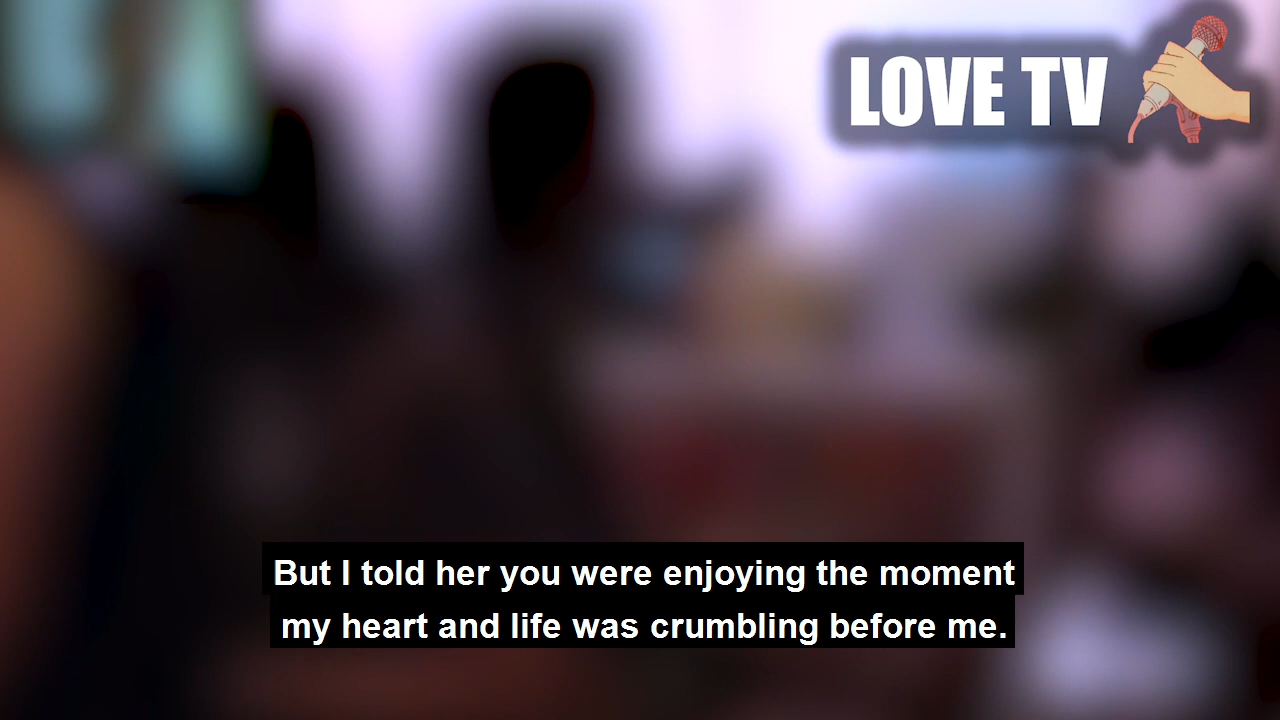 LOVE TV
But I told her you were enjoying the moment
my heart and life was crumbling before me.